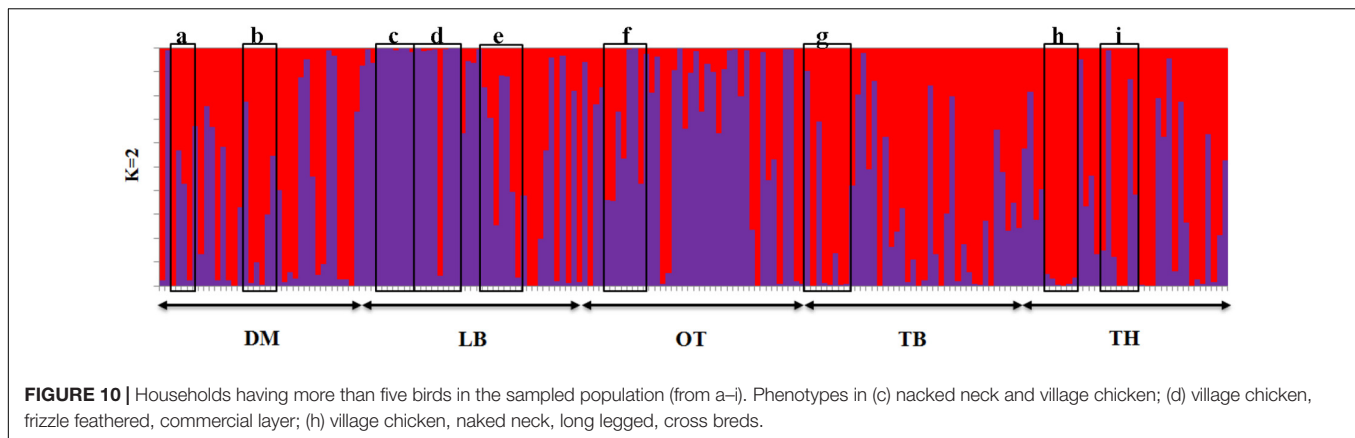 a b c d e f g h i
K=2
DM LB OT TB TH
FIGURE 10 | Households having more than five birds in the sampled population (from a–i). Phenotypes in (c) nacked neck and village chicken; (d) village chicken,
frizzle feathered, commercial layer; (h) village chicken, naked neck, long legged, cross breds.